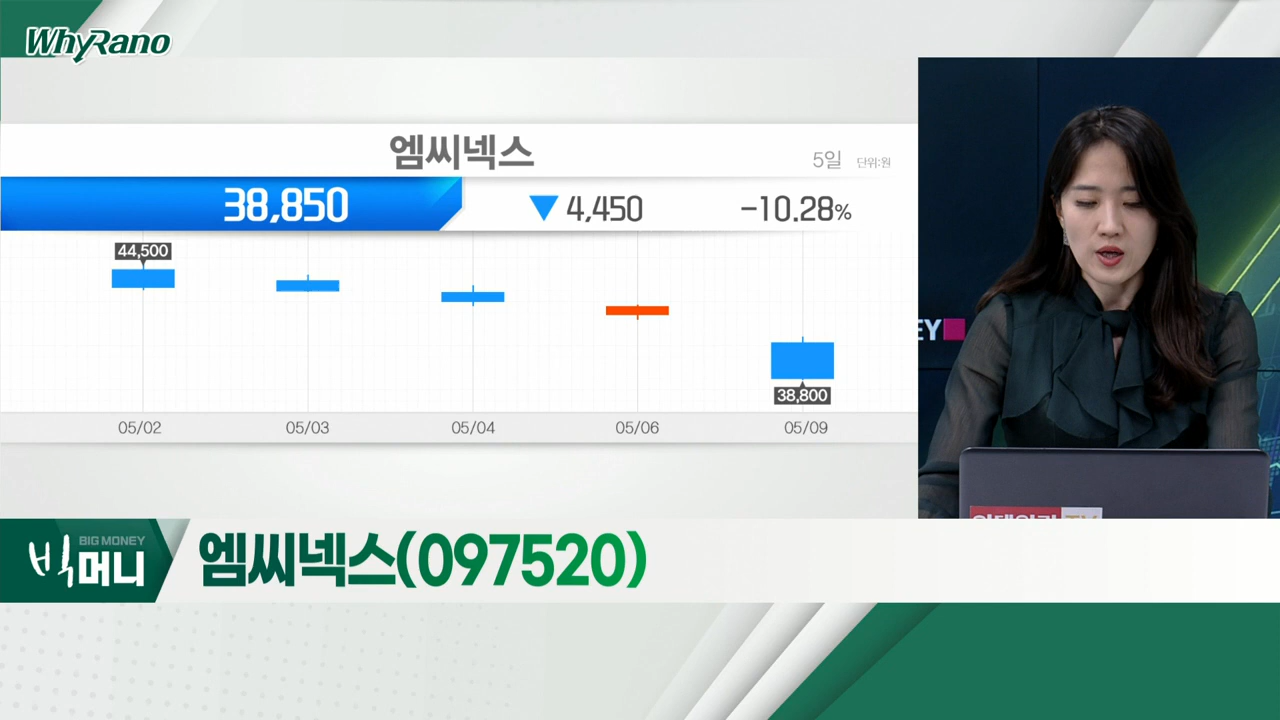 WhyRano
엠씨넥스
5일 단위:원
38,850 ▼ 4,450 -10.28%
44,500
38,800
05/02 05/03 05/04 05/06 05/09
EY
BIG MONEY
빅머니
엠씨넥스(097520)